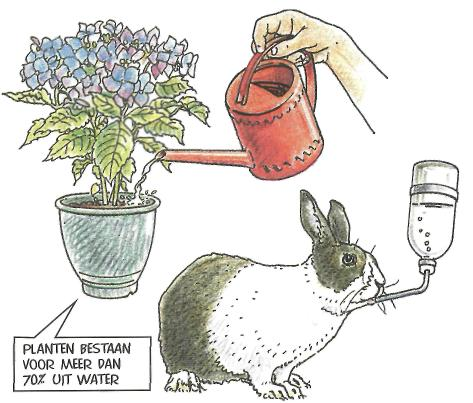 PLANTEN BESTAAN
VOOR MEER DAN
70% UIT WATER